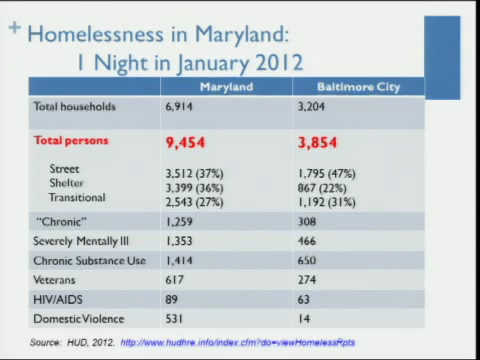 + Homelessness in Maryland:
1 Night in January 2012
Maryland Baltimore City
Total households 6,914 3,204
Total persons 9,454 3,854
Street 3,512 (37%) 1,795 (47%)
Shelter 3,399 (36%) 867 (22%)
Transitional 2,543 (27%) 1,192 (31%)
“Chronic” 1,259 308
Severely Mentally Ill 1,353 466
Chronic Substance Use 1,414 650
Veterans 617 274
HIV/AIDS 89 63
Domestic Violence 531 14
Source: HUD, 2012. http://www.hudhre.info/index.cfm?do=viewHomelessRpts